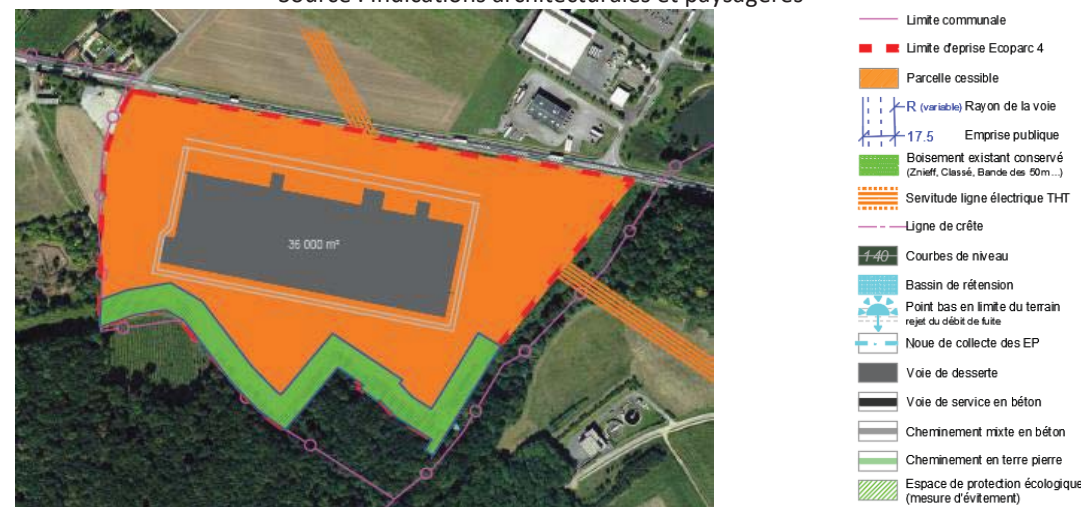 Source : Indications architecturales et paysagères
36 000 m²
Limite communale
Limite d'eprise Ecoparc 4
Parcelle cessible
R (variable) Rayon de la voie
17.5 Emprise publique
Boisement existant conservé
(Znieff, Classé, Bande des 50m...)
Servitude ligne électrique THT
Ligne de crête
140 Courbes de niveau
Bassin de rétension
Point bas en limite du terrain
rejet du débit de fuite
Noue de collecte des EP
Voie de desserte
Voie de service en béton
Cheminement mixte en béton
Cheminement en terre pierre
Espace de protection écologique
(mesure d'évitement)